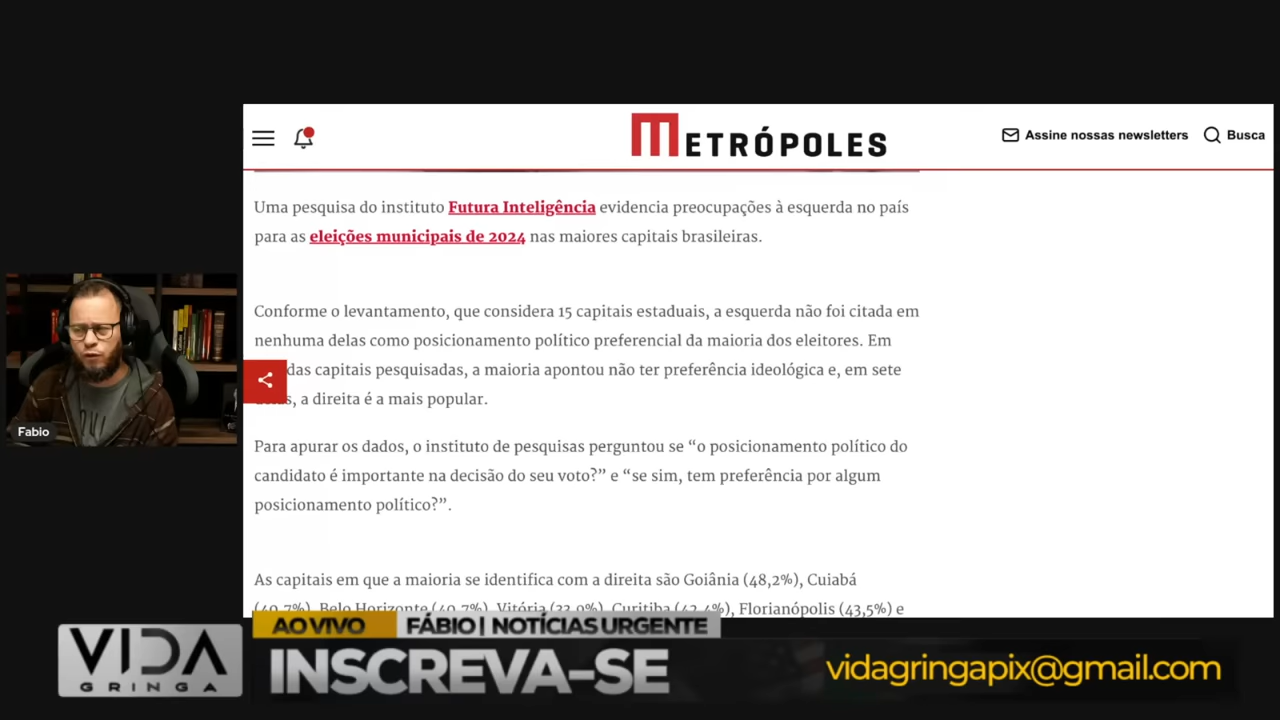 METRÓPOLES
Assine nossas newsletters
Busca
Uma pesquisa do instituto Futura Inteligência evidencia preocupações à esquerda no país
para as eleições municipais de 2024 nas maiores capitais brasileiras.
Conforme o levantamento, que considera 15 capitais estaduais, a esquerda não foi citada em
nenhuma delas como posicionamento político preferencial da maioria dos eleitores. Em
das capitais pesquisadas, a maioria apontou não ter preferência ideológica e, em sete
a direita é a mais popular.
Para apurar os dados, o instituto de pesquisas perguntou se “o posicionamento político do
candidato é importante na decisão do seu voto?” e “se sim, tem preferência por algum
posicionamento político?”.
As capitais em que a maioria se identifica com a direita são Goiânia (48,2%), Cuiabá
Belo Horizonte (40,7%), Vitória (33,9%), Curitiba (42,4%), Florianópolis (43,5%) e
Fabio
AO VIVO
FÁBIO | NOTÍCIAS URGENTE
VIDA
GRINGA
INSCREVA-SE
vidagringapix@gmail.com